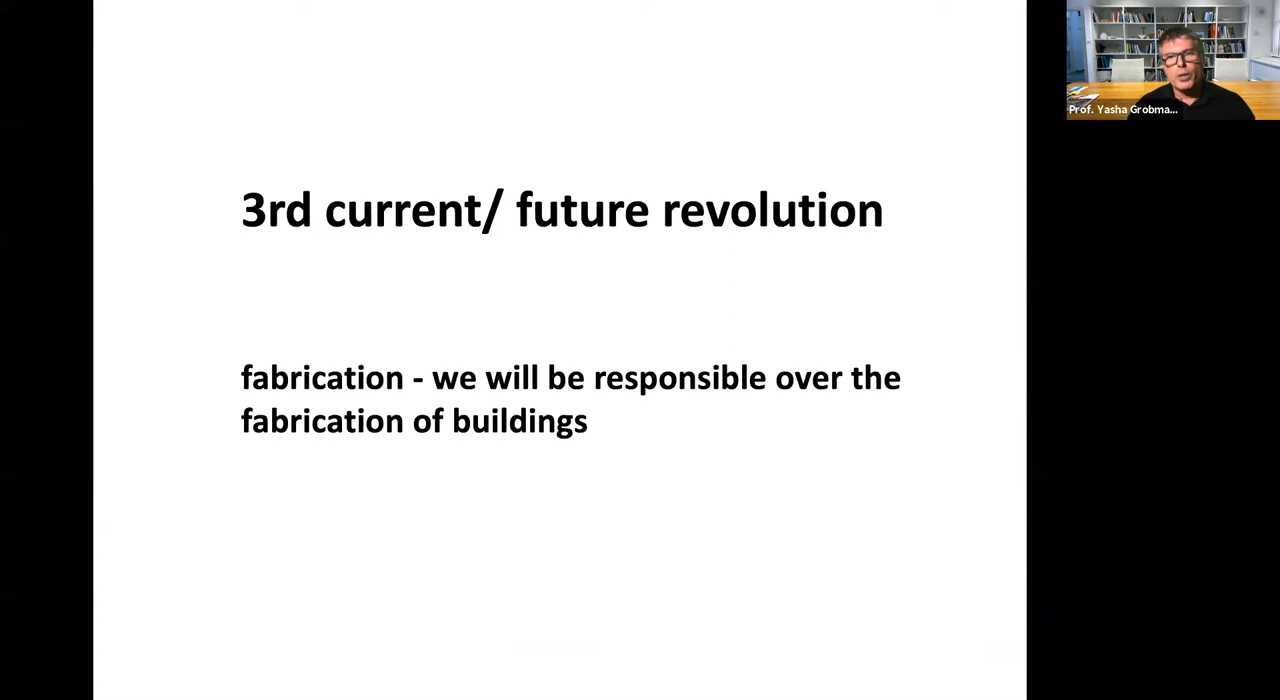 Prof. Yasha Grobma...
3rd current/ future revolution
fabrication - we will be responsible over the
fabrication of buildings